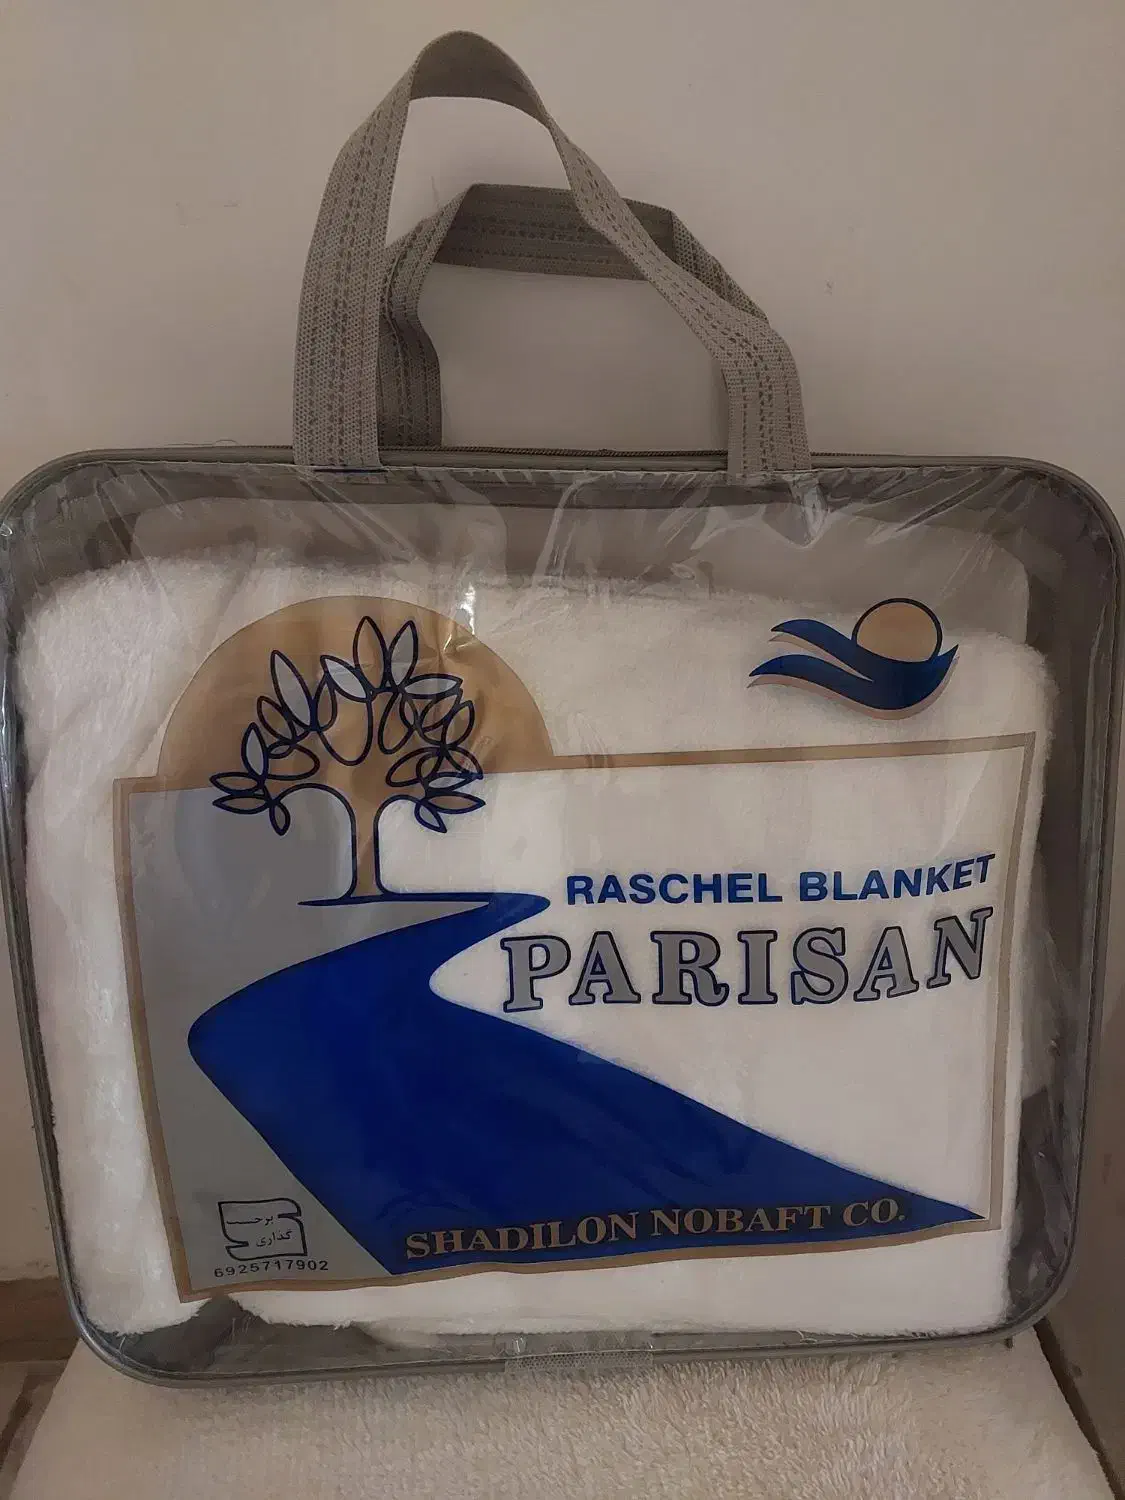 RASCHEL BLANKET
PARISAN
SHADILON NOBAFT CO.
برچسب
گذاری
6925717902